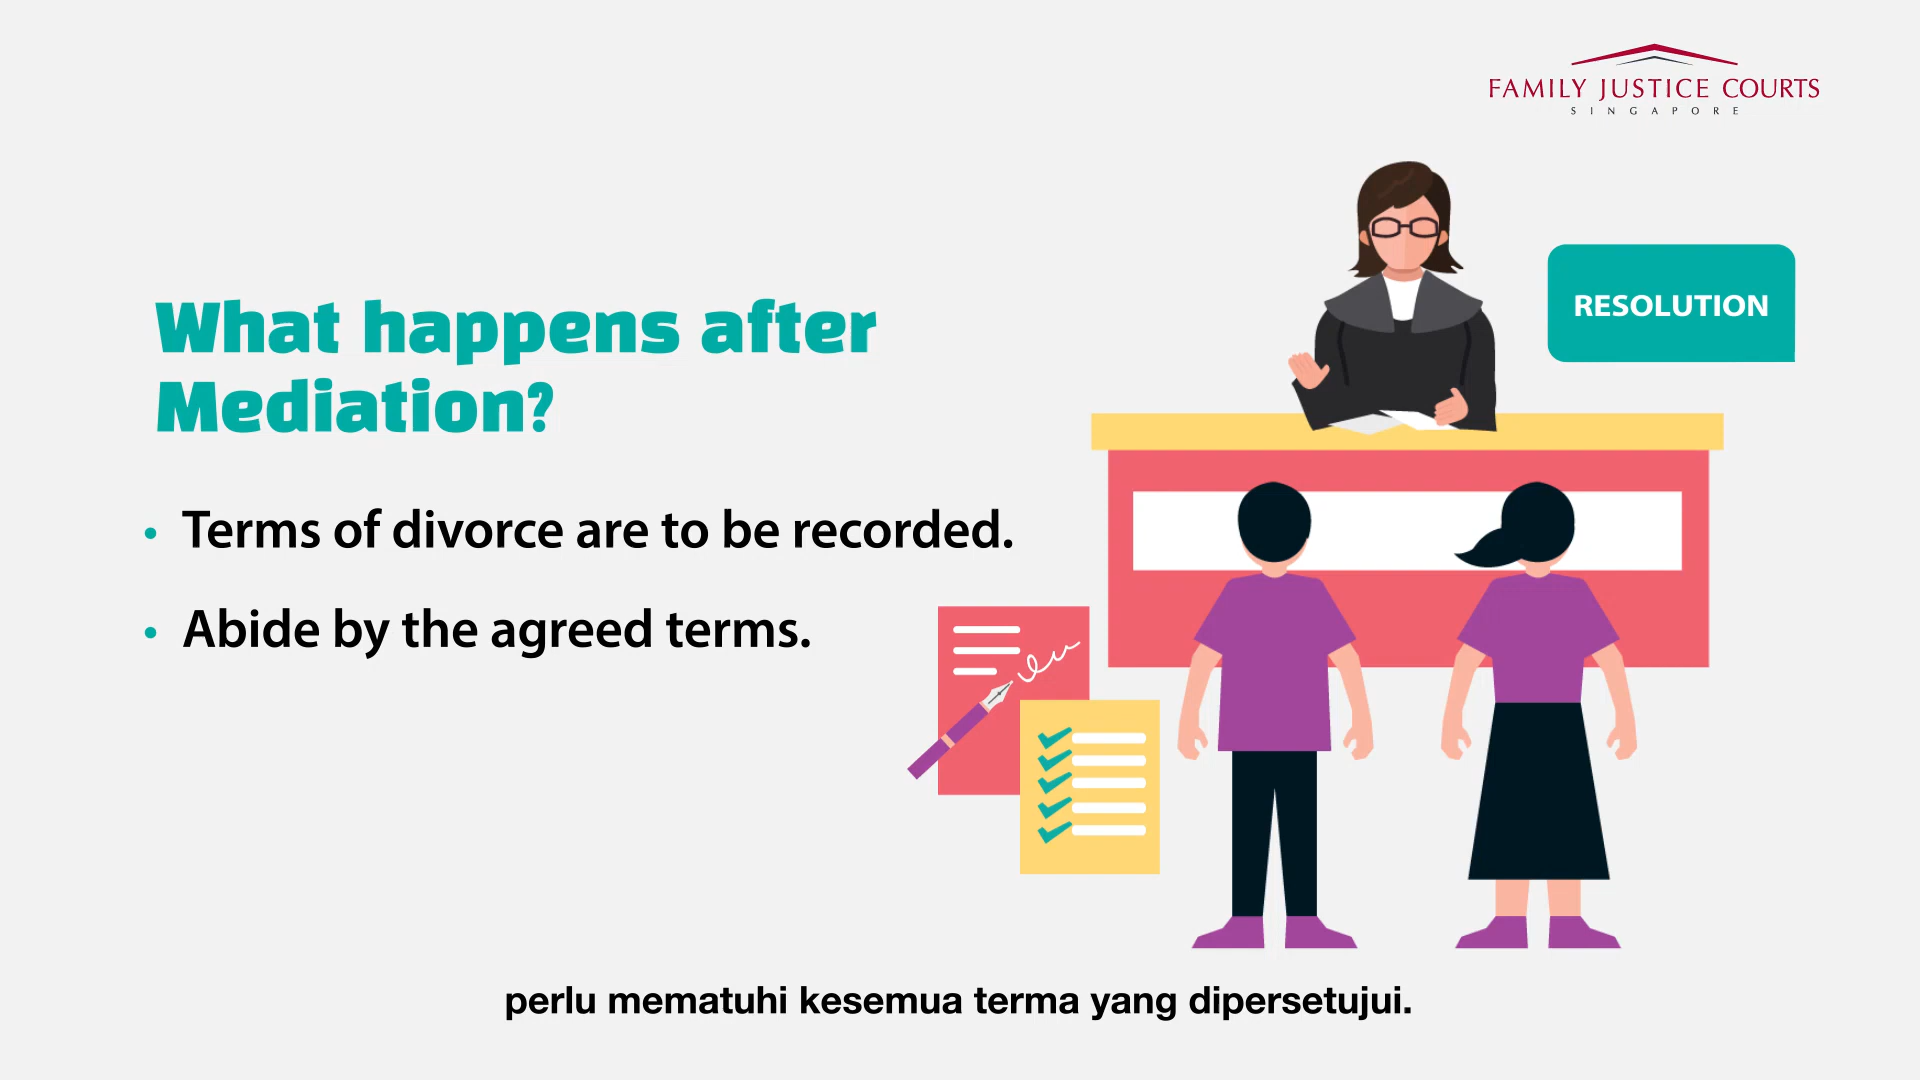 FAMILY JUSTICE COURTS
SINGAPORE
RESOLUTION
What happens after
Mediation?
• Terms of divorce are to be recorded.
• Abide by the agreed terms.
perlu mematuhi kesemua terma yang dipersetujui.